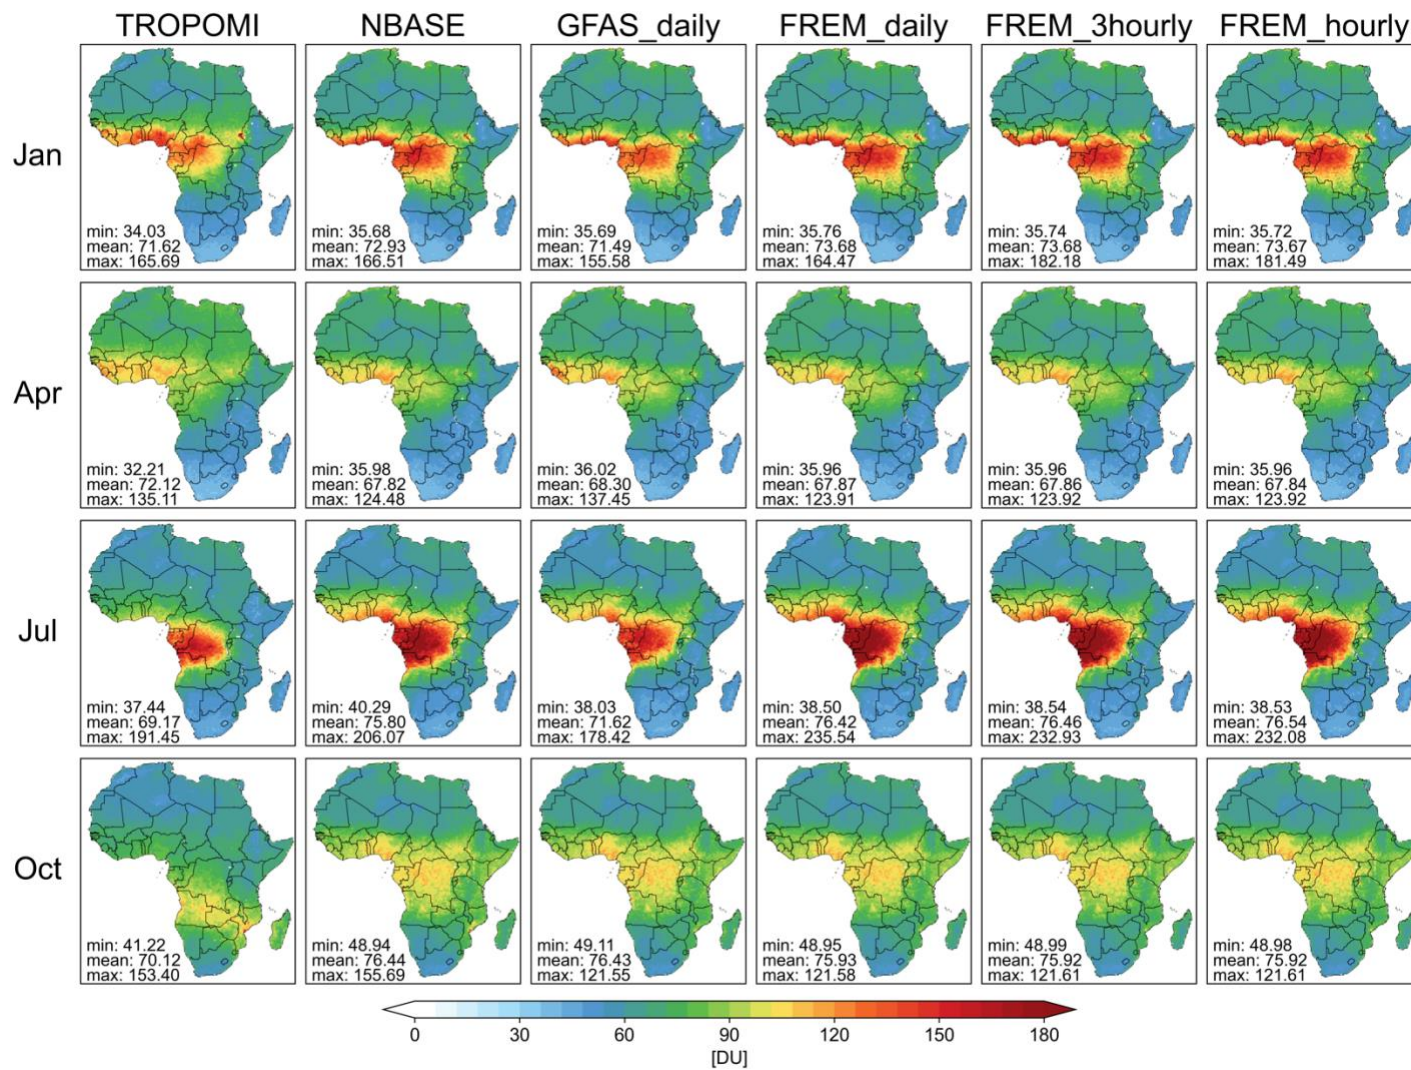 TROPOMI NBASE GFAS_daily FREM_daily FREM_3hourly FREM_hourly
Jan
min: 34.03 min: 35.68 min: 35.69 min: 35.76 min: 35.74 min: 35.72
mean: 71.62 mean: 72.93 mean: 71.49 mean: 73.68 mean: 73.68 mean: 73.67
max: 165.69 max: 166.51 max: 155.58 max: 164.47 max: 182.18 max: 181.49
Apr
min: 32.21 min: 35.98 min: 36.02 min: 35.96 min: 35.96 min: 35.96
mean: 72.12 mean: 67.82 mean: 68.30 mean: 67.87 mean: 67.86 mean: 67.84
max: 135.11 max: 124.48 max: 137.45 max: 123.91 max: 123.92 max: 123.92
Jul
min: 37.44 min: 40.29 min: 38.03 min: 38.50 min: 38.54 min: 38.53
mean: 69.17 mean: 75.80 mean: 71.62 mean: 76.42 mean: 76.46 mean: 76.54
max: 191.45 max: 206.07 max: 178.42 max: 235.54 max: 232.93 max: 232.08
Oct
min: 41.22 min: 48.94 min: 49.11 min: 48.95 min: 48.99 min: 48.98
mean: 70.12 mean: 76.44 mean: 76.43 mean: 75.93 mean: 75.92 mean: 75.92
max: 153.40 max: 155.69 max: 121.55 max: 121.58 max: 121.61 max: 121.61
0 30 60 90 120 150 180
[DU]